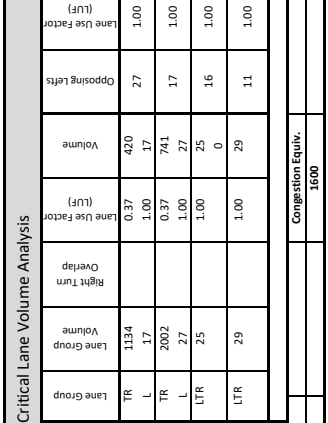 Critical Lane Volume Analysis
Lane Group | Lane Group Volume | Right Turn Overlap | Lane Use Factor (LUF) | Volume | Opposing Lefts | Lane Use Factor (LUF)
TR | 1134 | 0.37 | 420 | 27 | 1.00
L | 17 | 1.00 | 17
TR | 2002 | 0.37 | 741 | 17 | 1.00
L | 27 | 1.00 | 27
LTR | 25 | 1.00 | 25 | 16 | 1.00
0
LTR | 29 | 1.00 | 29 | 11 | 1.00
Congestion Equiv.
1600